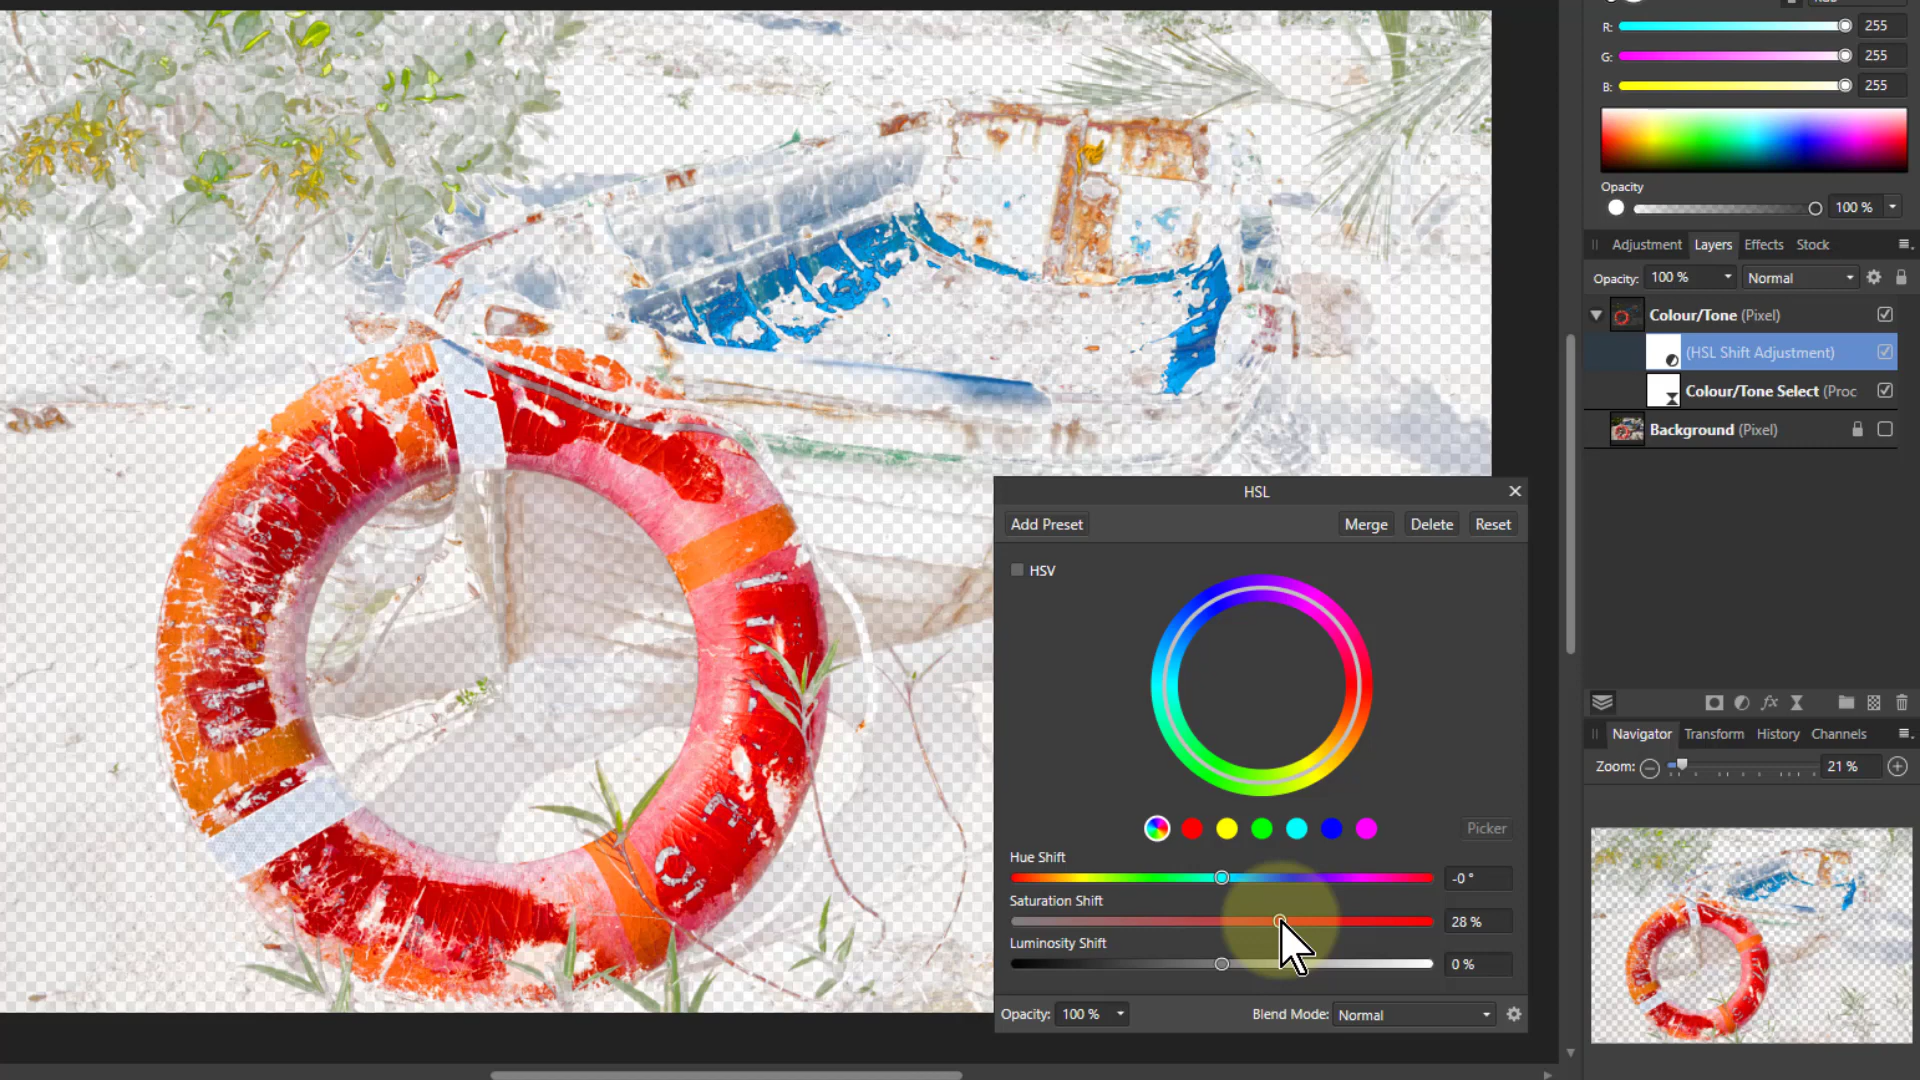 R: 255
G: 255
B: 255
Opacity
100 %
Adjustment Layers Effects Stock
Opacity: 100 % Normal
Colour/Tone (Pixel)
(HSL Shift Adjustment)
Colour/Tone Select (Proc
Background (Pixel)
HSL
Add Preset Merge Delete Reset
HSV
Picker
Hue Shift
-0 °
Saturation Shift
28 %
Luminosity Shift
0 %
Opacity: 100 % Blend Mode: Normal
fx
Navigator Transform History Channels
Zoom: 21 %